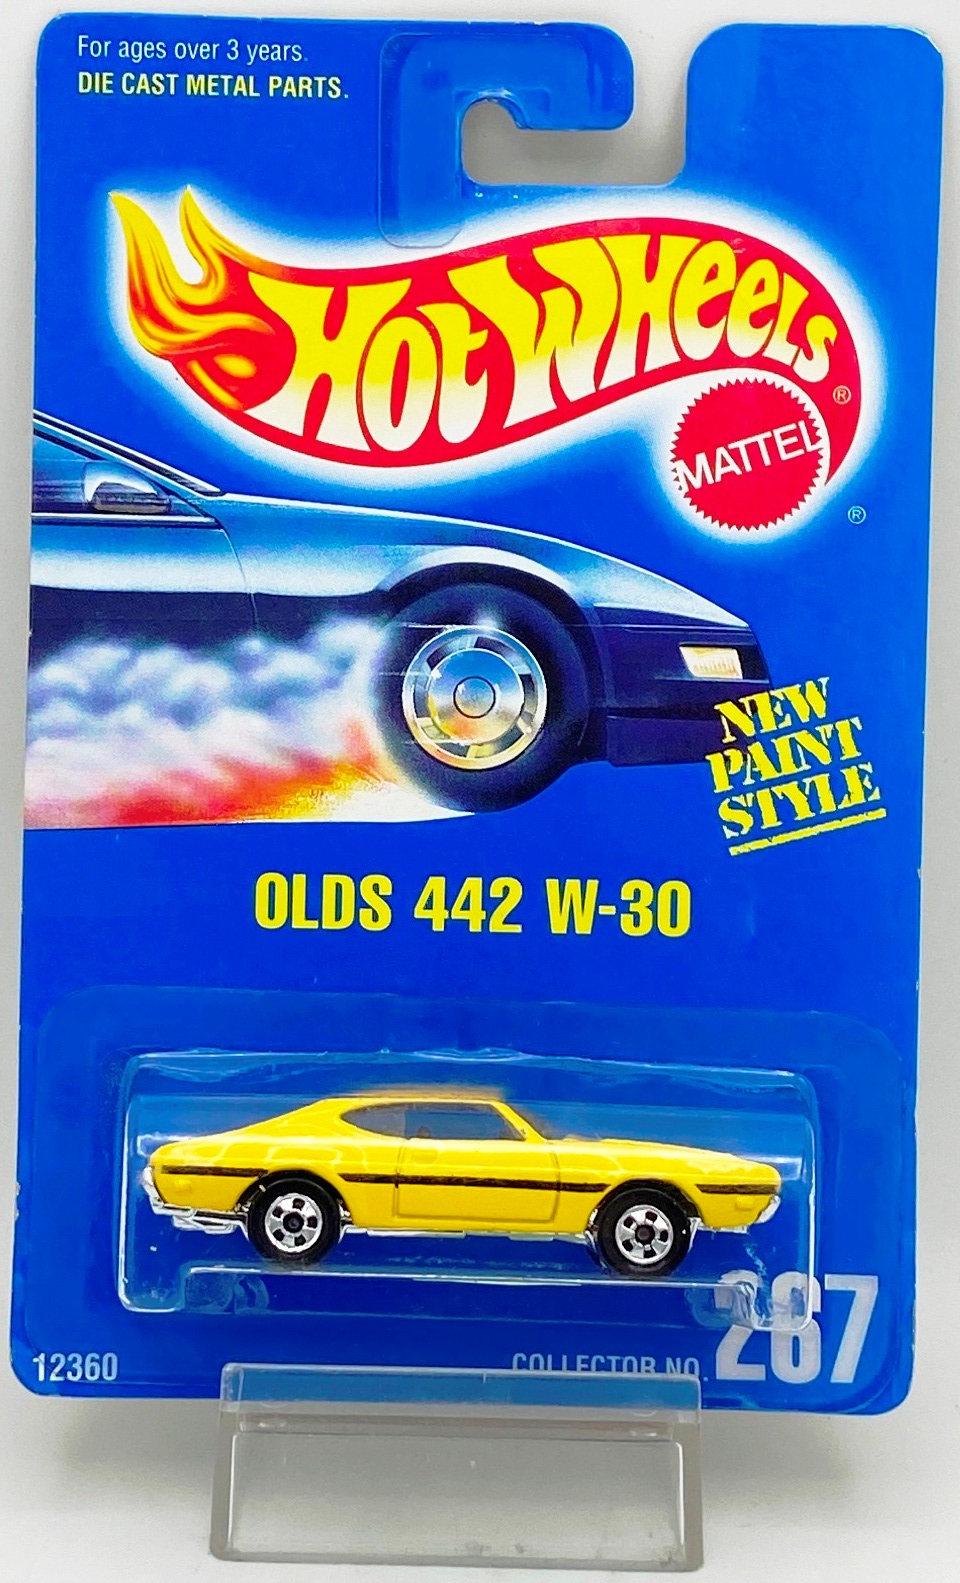 For ages over 3 years.
DIE CAST METAL PARTS.
HOT WHEELS
®
MATTEL
®
NEW
PAINT
STYLE
OLDS 442 W-30
12360
COLLECTOR NO. 267